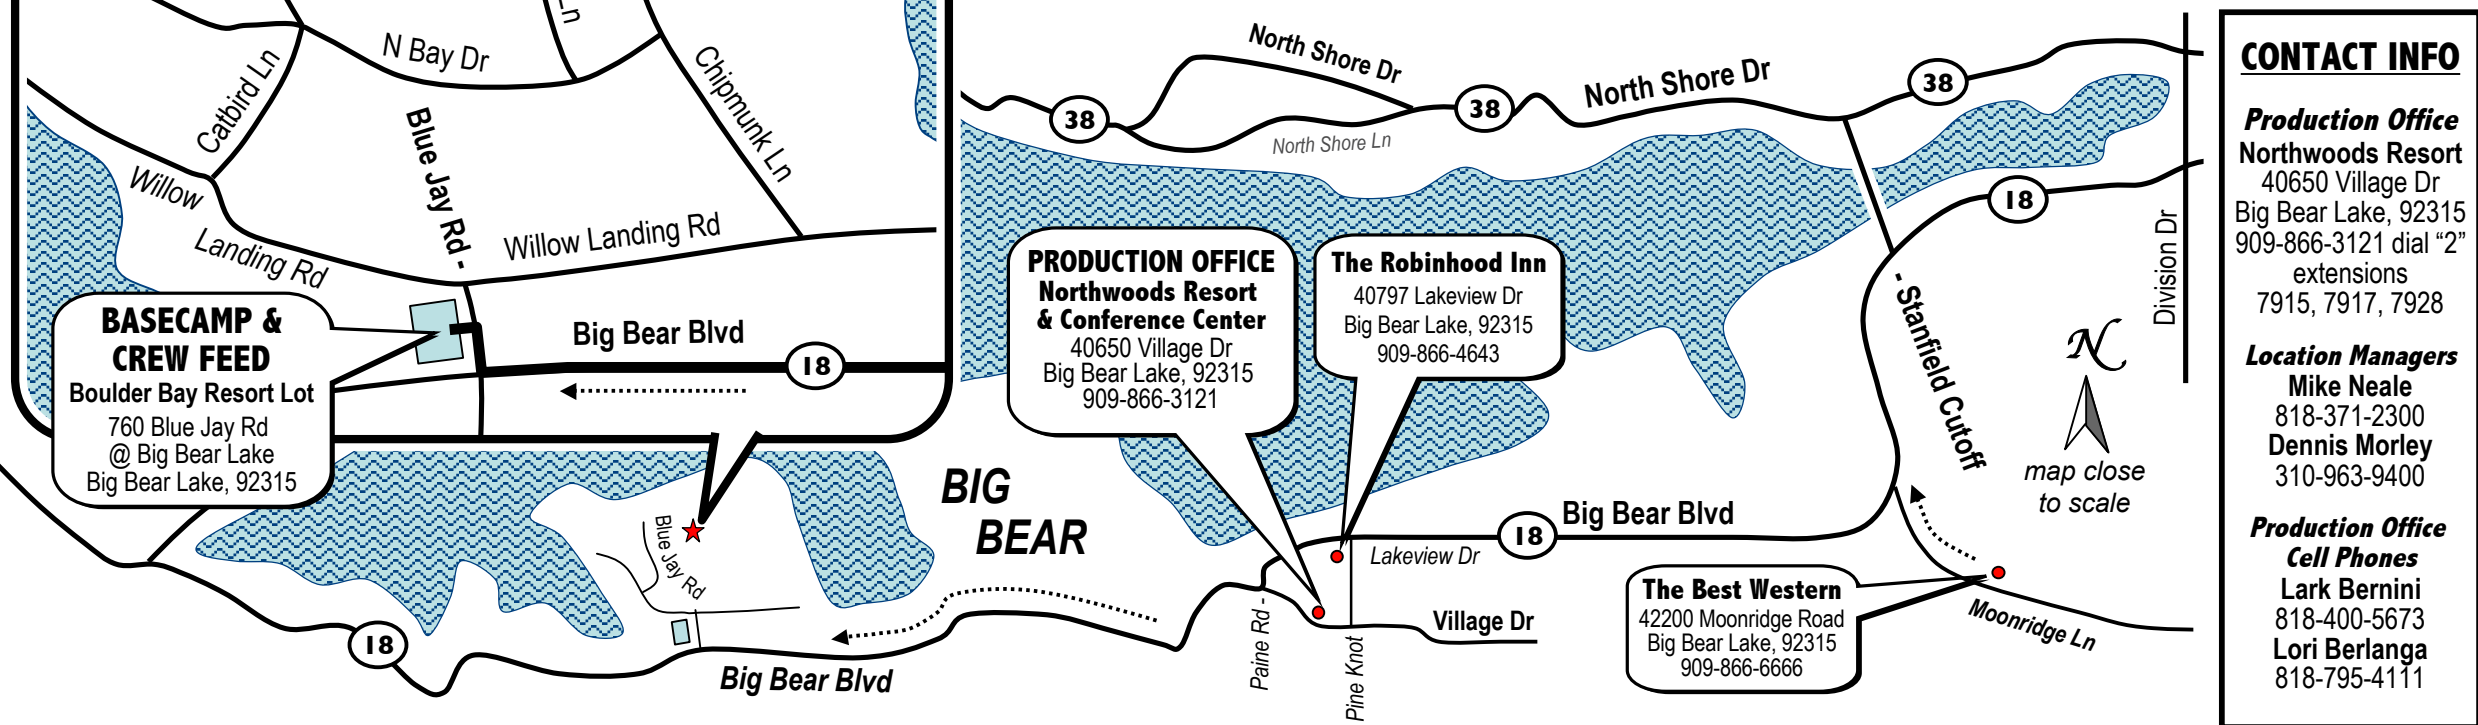 Ln
N Bay Dr
Catbird Ln
Chipmunk Ln
Blue Jay Rd -
Willow
Landing Rd
Willow Landing Rd
BASECAMP &
CREW FEED
Boulder Bay Resort Lot
760 Blue Jay Rd
@ Big Bear Lake
Big Bear Lake, 92315
Big Bear Blvd
18
North Shore Dr
38
North Shore Ln
38
North Shore Dr
38
18
Division Dr
PRODUCTION OFFICE
Northwoods Resort
& Conference Center
40650 Village Dr
Big Bear Lake, 92315
909-866-3121
The Robinhood Inn
40797 Lakeview Dr
Big Bear Lake, 92315
909-866-4643
- Stanfield Cutoff
N
map close
to scale
BIG
BEAR
Blue Jay Rd
18
Big Bear Blvd
18
Big Bear Blvd
Lakeview Dr
Paine Rd -
Pine Knot
Village Dr
The Best Western
42200 Moonridge Road
Big Bear Lake, 92315
909-866-6666
Moonridge Ln
CONTACT INFO
Production Office
Northwoods Resort
40650 Village Dr
Big Bear Lake, 92315
909-866-3121 dial “2”
extensions
7915, 7917, 7928
Location Managers
Mike Neale
818-371-2300
Dennis Morley
310-963-9400
Production Office
Cell Phones
Lark Bernini
818-400-5673
Lori Berlanga
818-795-4111